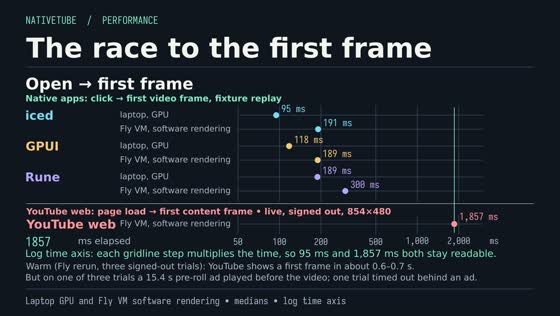 NATIVETUBE / PERFORMANCE
The race to the first frame
Open → first frame
Native apps: click → first video frame, fixture replay
iced laptop, GPU 95 ms
Fly VM, software rendering 191 ms
GPUI laptop, GPU 118 ms
Fly VM, software rendering 189 ms
Rune laptop, GPU 189 ms
Fly VM, software rendering 300 ms
YouTube web: page load → first content frame • live, signed out, 854×480
YouTube web Fly VM, software rendering 1,857 ms
1857 ms elapsed 50 100 200 500 1,000 2,000 ms
Log time axis: each gridline step multiplies the time, so 95 ms and 1,857 ms both stay readable.
Warm (Fly rerun, three signed-out trials): YouTube shows a first frame in about 0.6–0.7 s.
But on one of three trials a 15.4 s pre-roll ad played before the video; one trial timed out behind an ad.
Laptop GPU and Fly VM software rendering • medians • log time axis